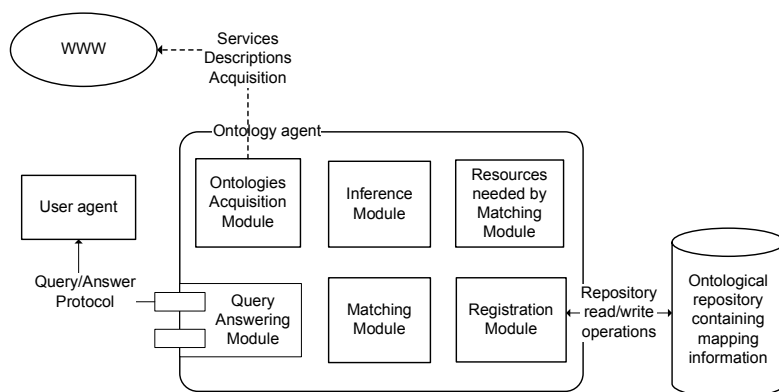 WWW
Services
Descriptions
Acquisition
Ontology agent
Ontologies
Acquisition
Module
Inference
Module
Resources
needed by
Matching
Module
User agent
Query/Answer
Protocol
Query
Answering
Module
Matching
Module
Registration
Module
Repository
read/write
operations
Ontological
repository
containing
mapping
information